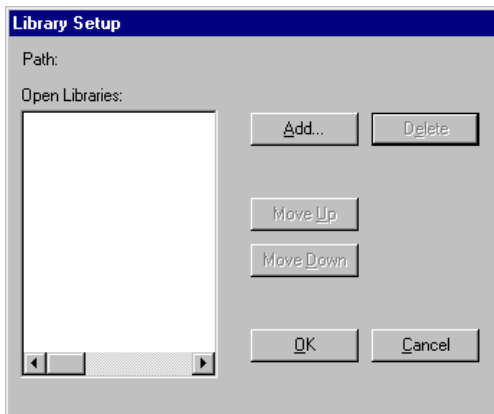 Library Setup
Path:
Open Libraries:
Add... Delete
Move Up
Move Down
OK Cancel